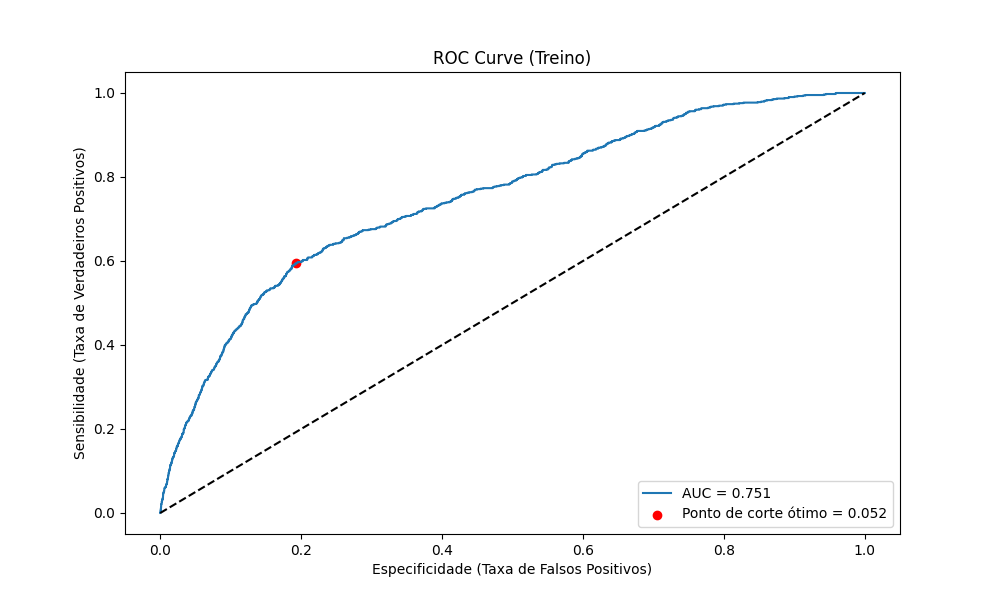 ROC Curve (Treino)
Sensibilidade (Taxa de Verdadeiros Positivos)
1.0
0.8
0.6
0.4
0.2
0.0
AUC = 0.751
Ponto de corte ótimo = 0.052
0.0 0.2 0.4 0.6 0.8 1.0
Especificidade (Taxa de Falsos Positivos)